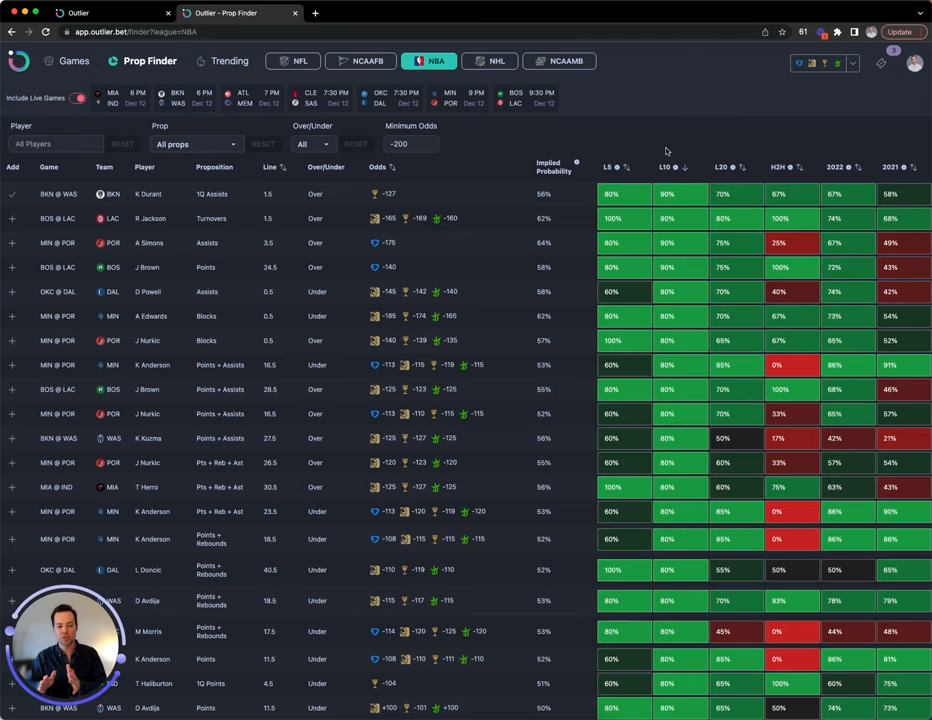 Outlier
Outlier - Prop Finder
app.outlier.bet/finder?league=NBA
61
Update
Games
Prop Finder
Trending
NFL
NCAAFB
NBA
NHL
NCAAMB
3
Include Live Games
MIA 6 PM
IND Dec 12
BKN 6 PM
WAS Dec 12
ATL 7 PM
MEM Dec 12
CLE 7:30 PM
SAS Dec 12
OKC 7:30 PM
DAL Dec 12
MIN 9 PM
POR Dec 12
BOS 9:30 PM
LAC Dec 12
Player
Prop
Over/Under
Minimum Odds
All Players
RESET
All props
RESET
All
RESET
-200
Add Game Team Player Proposition Line Over/Under Odds Implied Probability L5 L10 L20 H2H 2022 2021
BKN @ WAS BKN K Durant 1Q Assists 1.5 Over -127 56% 80% 90% 70% 67% 67% 58%
BOS @ LAC LAC R Jackson Turnovers 1.5 Over -165 -169 -160 62% 100% 90% 80% 100% 74% 68%
MIN @ POR POR A Simons Assists 3.5 Over -175 64% 80% 90% 75% 25% 67% 49%
BOS @ LAC BOS J Brown Points 24.5 Over -140 58% 80% 90% 75% 100% 72% 43%
OKC @ DAL DAL D Powell Assists 0.5 Under -145 -142 -140 58% 60% 80% 70% 40% 74% 42%
MIN @ POR MIN A Edwards Blocks 0.5 Under -185 -174 -165 62% 80% 80% 70% 67% 73% 54%
MIN @ POR POR J Nurkic Blocks 0.5 Over -140 -139 -135 57% 100% 80% 65% 67% 65% 52%
MIN @ POR MIN K Anderson Points + Assists 16.5 Under -113 -115 -119 -115 53% 60% 80% 85% 0% 86% 91%
BOS @ LAC BOS J Brown Points + Assists 28.5 Over -125 -123 -125 55% 80% 80% 70% 100% 68% 46%
MIN @ POR POR J Nurkic Points + Assists 16.5 Over -113 -110 -115 -115 52% 60% 80% 70% 33% 65% 57%
BKN @ WAS WAS K Kuzma Points + Assists 27.5 Over -125 -127 -125 56% 60% 80% 50% 17% 42% 21%
MIN @ POR POR J Nurkic Pts + Reb + Ast 26.5 Over -120 -123 -120 55% 60% 80% 60% 33% 57% 54%
MIA @ IND MIA T Herro Pts + Reb + Ast 30.5 Over -125 -127 -125 56% 100% 80% 60% 75% 63% 43%
MIN @ POR MIN K Anderson Pts + Reb + Ast 23.5 Under -113 -120 -119 -120 53% 60% 80% 85% 0% 86% 90%
MIN @ POR MIN K Anderson Points + Rebounds 18.5 Under -108 -115 -115 -115 52% 60% 80% 85% 0% 86% 86%
OKC @ DAL DAL L Doncic Points + Rebounds 40.5 Under -110 -119 -110 52% 100% 80% 55% 50% 50% 65%
WAS D Avdija Points + Rebounds 18.5 Under -115 -117 -115 53% 80% 80% 70% 83% 78% 79%
M Morris Points + Rebounds 17.5 Under -114 -120 -125 -120 53% 80% 80% 45% 0% 44% 48%
K Anderson Points 11.5 Under -108 -110 -111 -110 52% 60% 80% 85% 0% 86% 81%
T Haliburton 1Q Points 4.5 Under -104 51% 60% 80% 65% 100% 60% 75%
BKN @ WAS WAS D Avdija Points 11.5 Under +100 -101 +100 50% 80% 80% 65% 50% 74% 73%